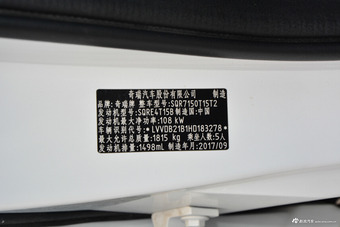 奇瑞汽车股份有限公司 制造
奇瑞牌 整车型号:SQR7150T15T2
发动机型号:SQRE4T15B 制造国:中国
发动机最大净功率:108 kW
车辆识别代号:*LVVDB21B1HD183278*
最大允许总质量:1815 kg 乘坐人数:5人
发动机排量:1498mL 制造年月:2017/09